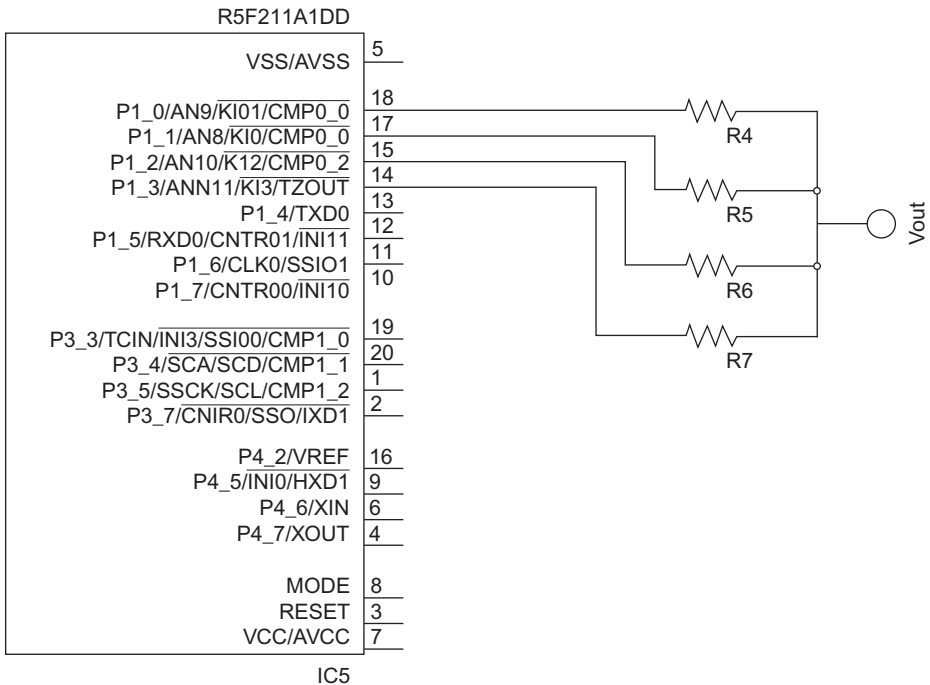 R5F211A1DD
VSS/AVSS 5
P1_0/AN9/KI01/CMP0_0 18
P1_1/AN8/KI0/CMP0_0 17
P1_2/AN10/K12/CMP0_2 15
P1_3/ANN11/KI3/TZOUT 14
P1_4/TXD0 13
P1_5/RXD0/CNTR01/INI11 12
P1_6/CLK0/SSIO1 11
P1_7/CNTR00/INI10 10
P3_3/TCIN/INI3/SSI00/CMP1_0 19
P3_4/SCA/SCD/CMP1_1 20
P3_5/SSCK/SCL/CMP1_2 1
P3_7/CNIR0/SSO/IXD1 2
P4_2/VREF 16
P4_5/INI0/HXD1 9
P4_6/XIN 6
P4_7/XOUT 4
MODE 8
RESET 3
VCC/AVCC 7
IC5
R4
R5
R6
R7
Vout